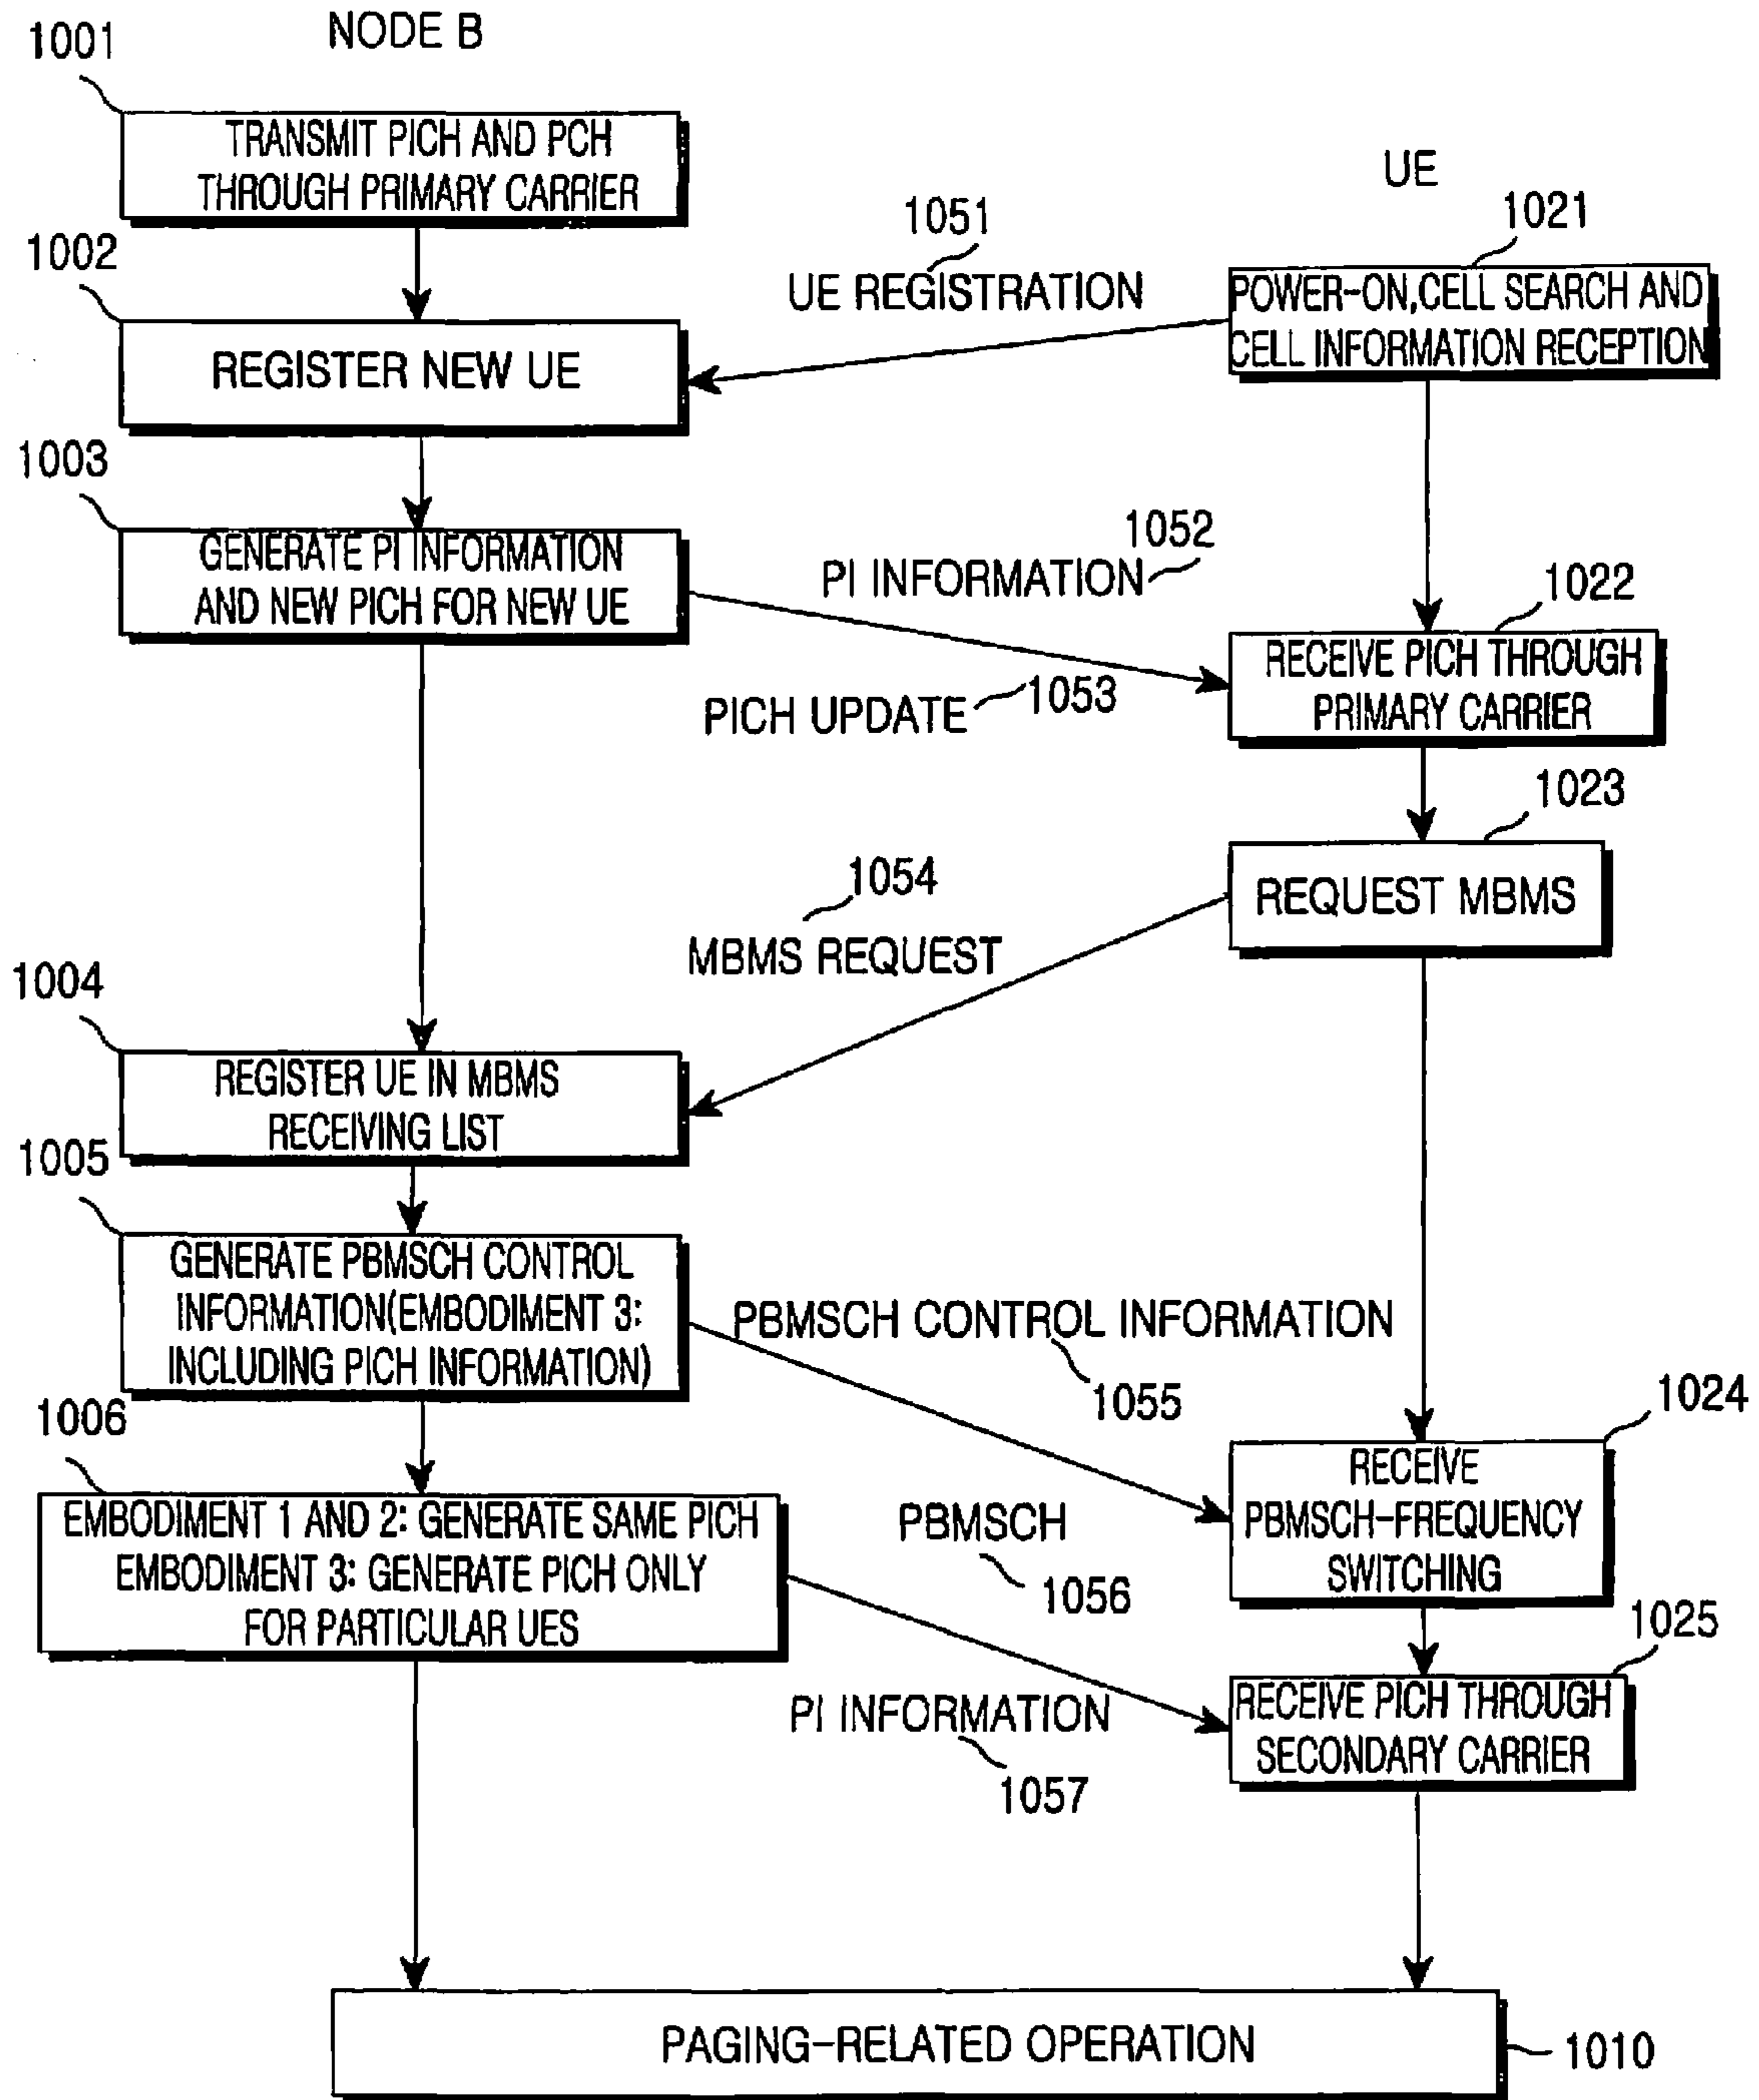 NODE B
1001
TRANSMIT PICH AND PCH
THROUGH PRIMARY CARRIER
UE
1002
1051
1021
UE REGISTRATION
POWER-ON,CELL SEARCH AND
CELL INFORMATION RECEPTION
REGISTER NEW UE
1003
GENERATE PI INFORMATION
AND NEW PICH FOR NEW UE
1052
PI INFORMATION
1022
RECEIVE PICH THROUGH
PRIMARY CARRIER
PICH UPDATE
1053
1023
REQUEST MBMS
1054
MBMS REQUEST
1004
REGISTER UE IN MBMS
RECEIVING LIST
1005
GENERATE PBMSCH CONTROL
INFORMATION(EMBODIMENT 3:
INCLUDING PICH INFORMATION)
PBMSCH CONTROL INFORMATION
1055
1024
RECEIVE
PBMSCH-FREQUENCY
SWITCHING
1006
EMBODIMENT 1 AND 2: GENERATE SAME PICH
EMBODIMENT 3: GENERATE PICH ONLY
FOR PARTICULAR UES
PBMSCH
1056
1025
RECEIVE PICH THROUGH
SECONDARY CARRIER
PI INFORMATION
1057
PAGING-RELATED OPERATION
1010